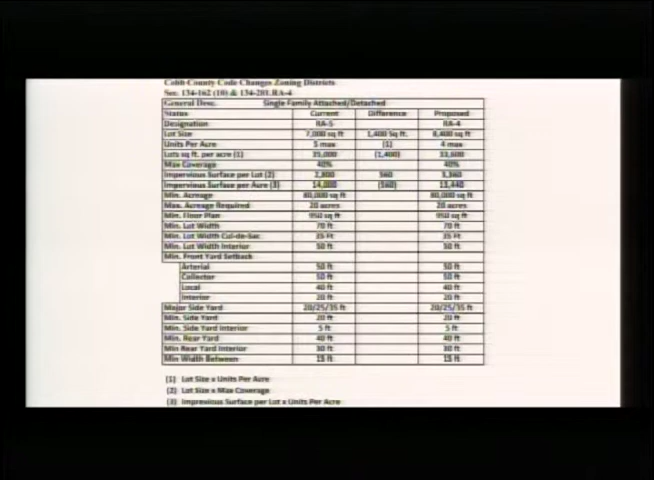 Cobb County Code Changes Zoning Districts
Sec. 134-162 (10) & 134-201.RA-4
General Desc. Single Family Attached/Detached
Status Current Difference Proposed
Designation RA-5 RA-4
Lot Size 7,000 sq ft 1,400 Sq ft. 8,400 sq ft
Units Per Acre 5 max (1) 4 max
Lots sq ft. per acre (1) 35,000 (1,400) 33,600
Max Coverage 40% 40%
Impervious Surface per Lot (2) 2,800 560 3,360
Impervious Surface per Acre (3) 14,000 (560) 13,440
Min. Acreage 80,000 sq ft 80,000 sq ft
Max. Acreage Required 20 acres 20 acres
Min. Floor Plan 950 sq ft 950 sq ft
Min. Lot Width 70 ft 70 ft
Min. Lot Width Cul-de-Sac 35 Ft 35 Ft
Min. Lot Width Interior 50 ft 50 ft
Min. Front Yard Setback
Arterial 50 ft 50 ft
Collector 50 ft 50 ft
Local 40 ft 40 ft
Interior 20 ft 20 ft
Major Side Yard 20/25/35 ft 20/25/35 ft
Min. Side Yard 20 ft 20 ft
Min. Side Yard Interior 5 ft 5 ft
Min. Rear Yard 40 ft 40 ft
Min Rear Yard Interior 30 ft 30 ft
Min Width Between 15 ft 15 ft
(1) Lot Size x Units Per Acre
(2) Lot Size x Max Coverage
(3) Imprevious Surface per Lot x Units Per Acre